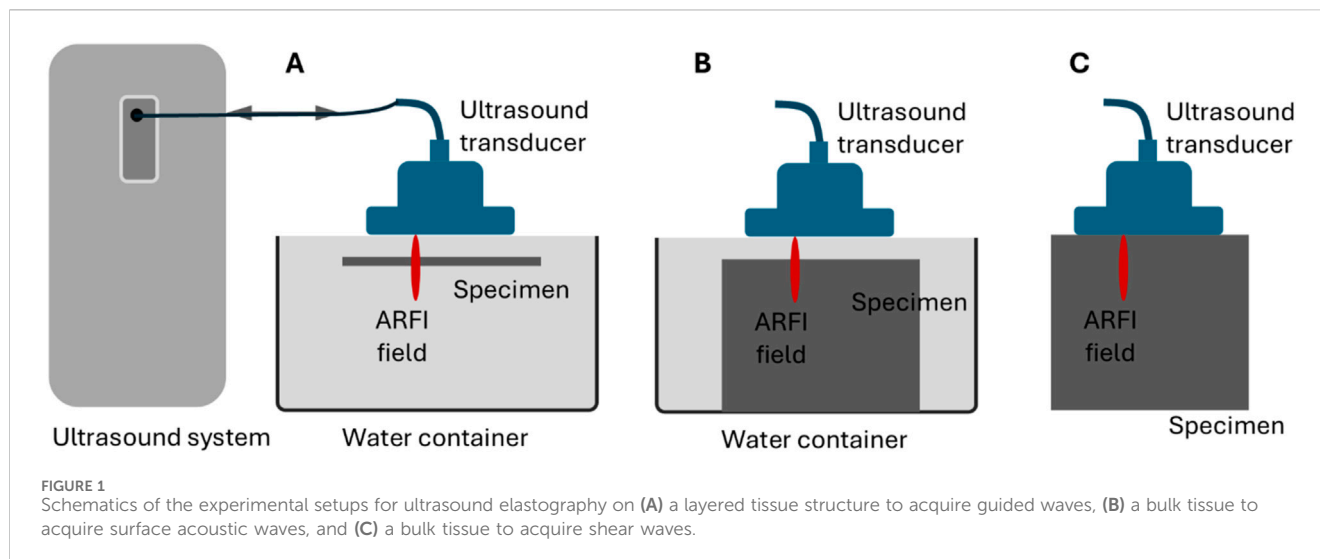 A
B
C
Ultrasound
transducer
Ultrasound
transducer
Ultrasound
transducer
Specimen
ARFI
field
Specimen
ARFI
field
ARFI
field
Specimen
Ultrasound system
Water container
Water container
FIGURE 1
Schematics of the experimental setups for ultrasound elastography on (A) a layered tissue structure to acquire guided waves, (B) a bulk tissue to
acquire surface acoustic waves, and (C) a bulk tissue to acquire shear waves.